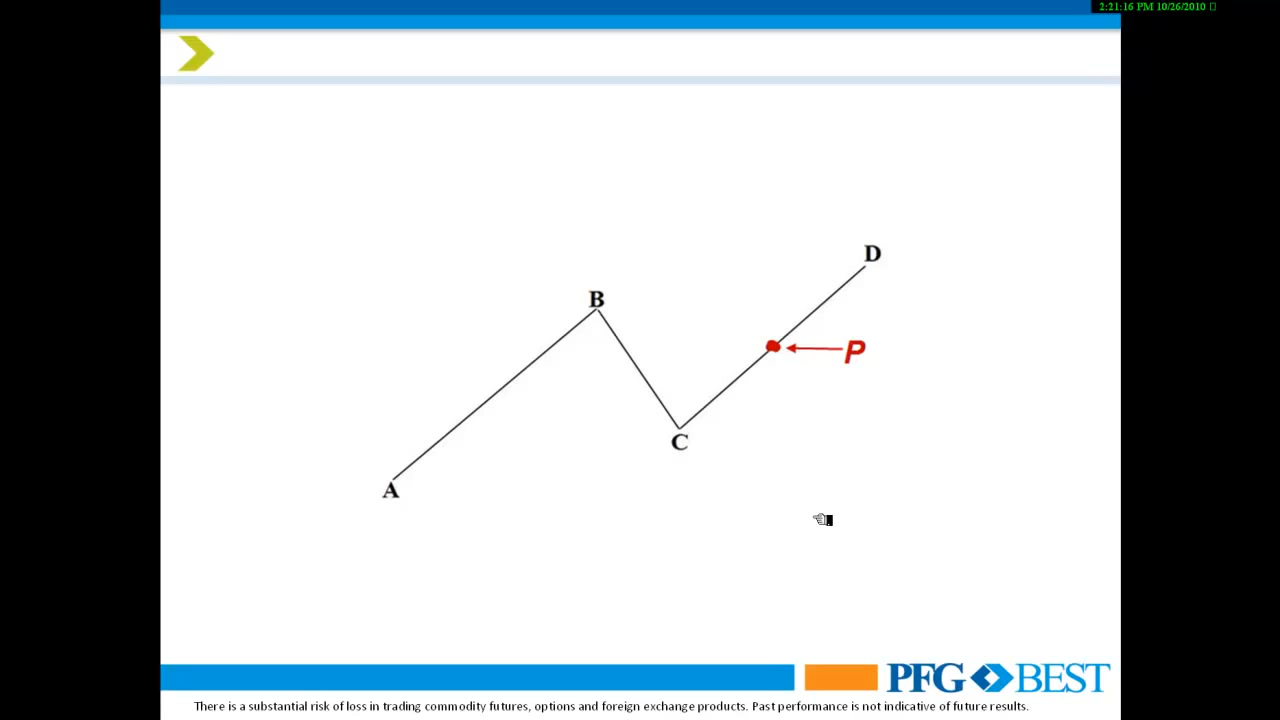 2:21:16 PM 10/26/2010
D
B
P
C
A
PFG BEST
There is a substantial risk of loss in trading commodity futures, options and foreign exchange products. Past performance is not indicative of future results.